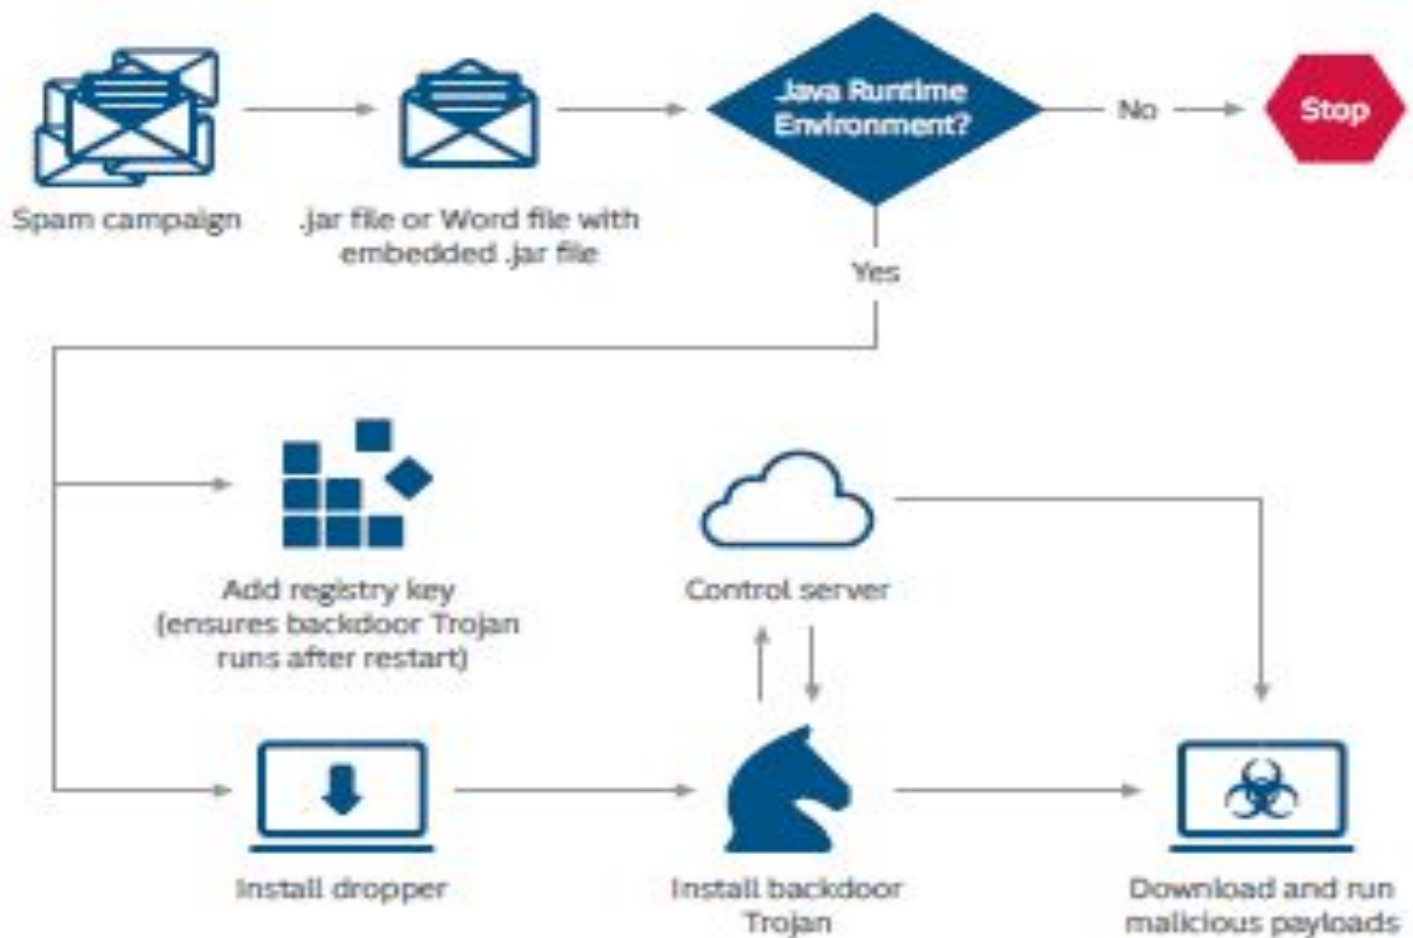 Java Runtime
Environment?
No
Stop
Spam campaign
.jar file or Word file with
embedded .jar file
Yes
Add registry key
(ensures backdoor Trojan
runs after restart)
Control server
Install dropper
Install backdoor
Trojan
Download and run
malicious payloads